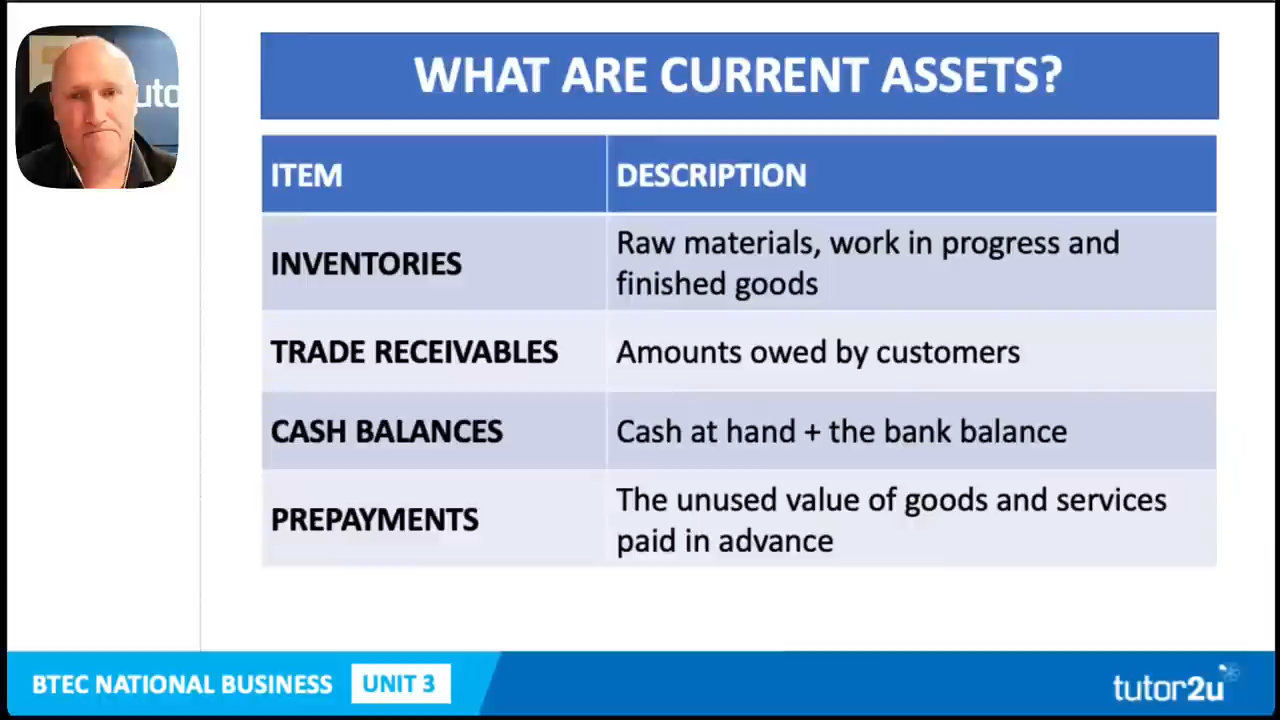 uto
WHAT ARE CURRENT ASSETS?
ITEM
DESCRIPTION
INVENTORIES
Raw materials, work in progress and
finished goods
TRADE RECEIVABLES
Amounts owed by customers
CASH BALANCES
Cash at hand + the bank balance
PREPAYMENTS
The unused value of goods and services
paid in advance
BTEC NATIONAL BUSINESS
UNIT 3
tutor2u